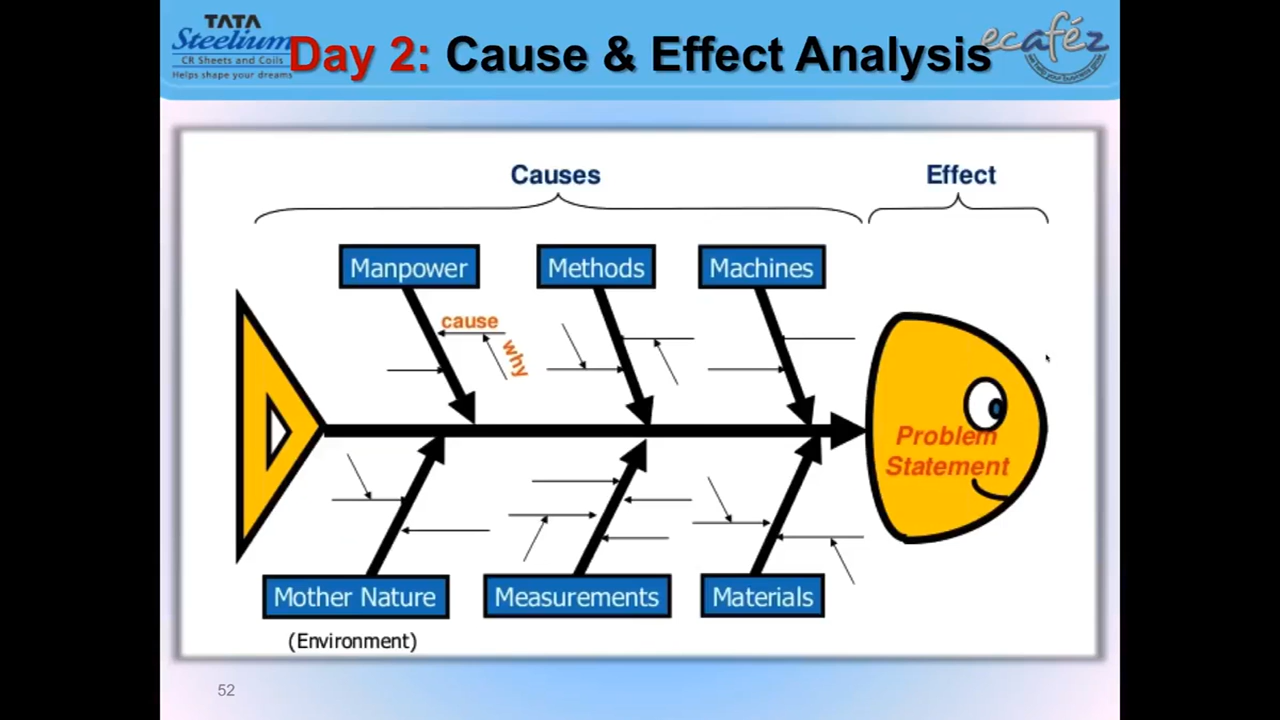 TATA
Steelium
CR Sheets and Coils
Helps shape your dreams
Day 2: Cause & Effect Analysis
ecaféz
Causes
Effect
Manpower
Methods
Machines
cause
why
Problem
Statement
Mother Nature
Measurements
Materials
(Environment)
52